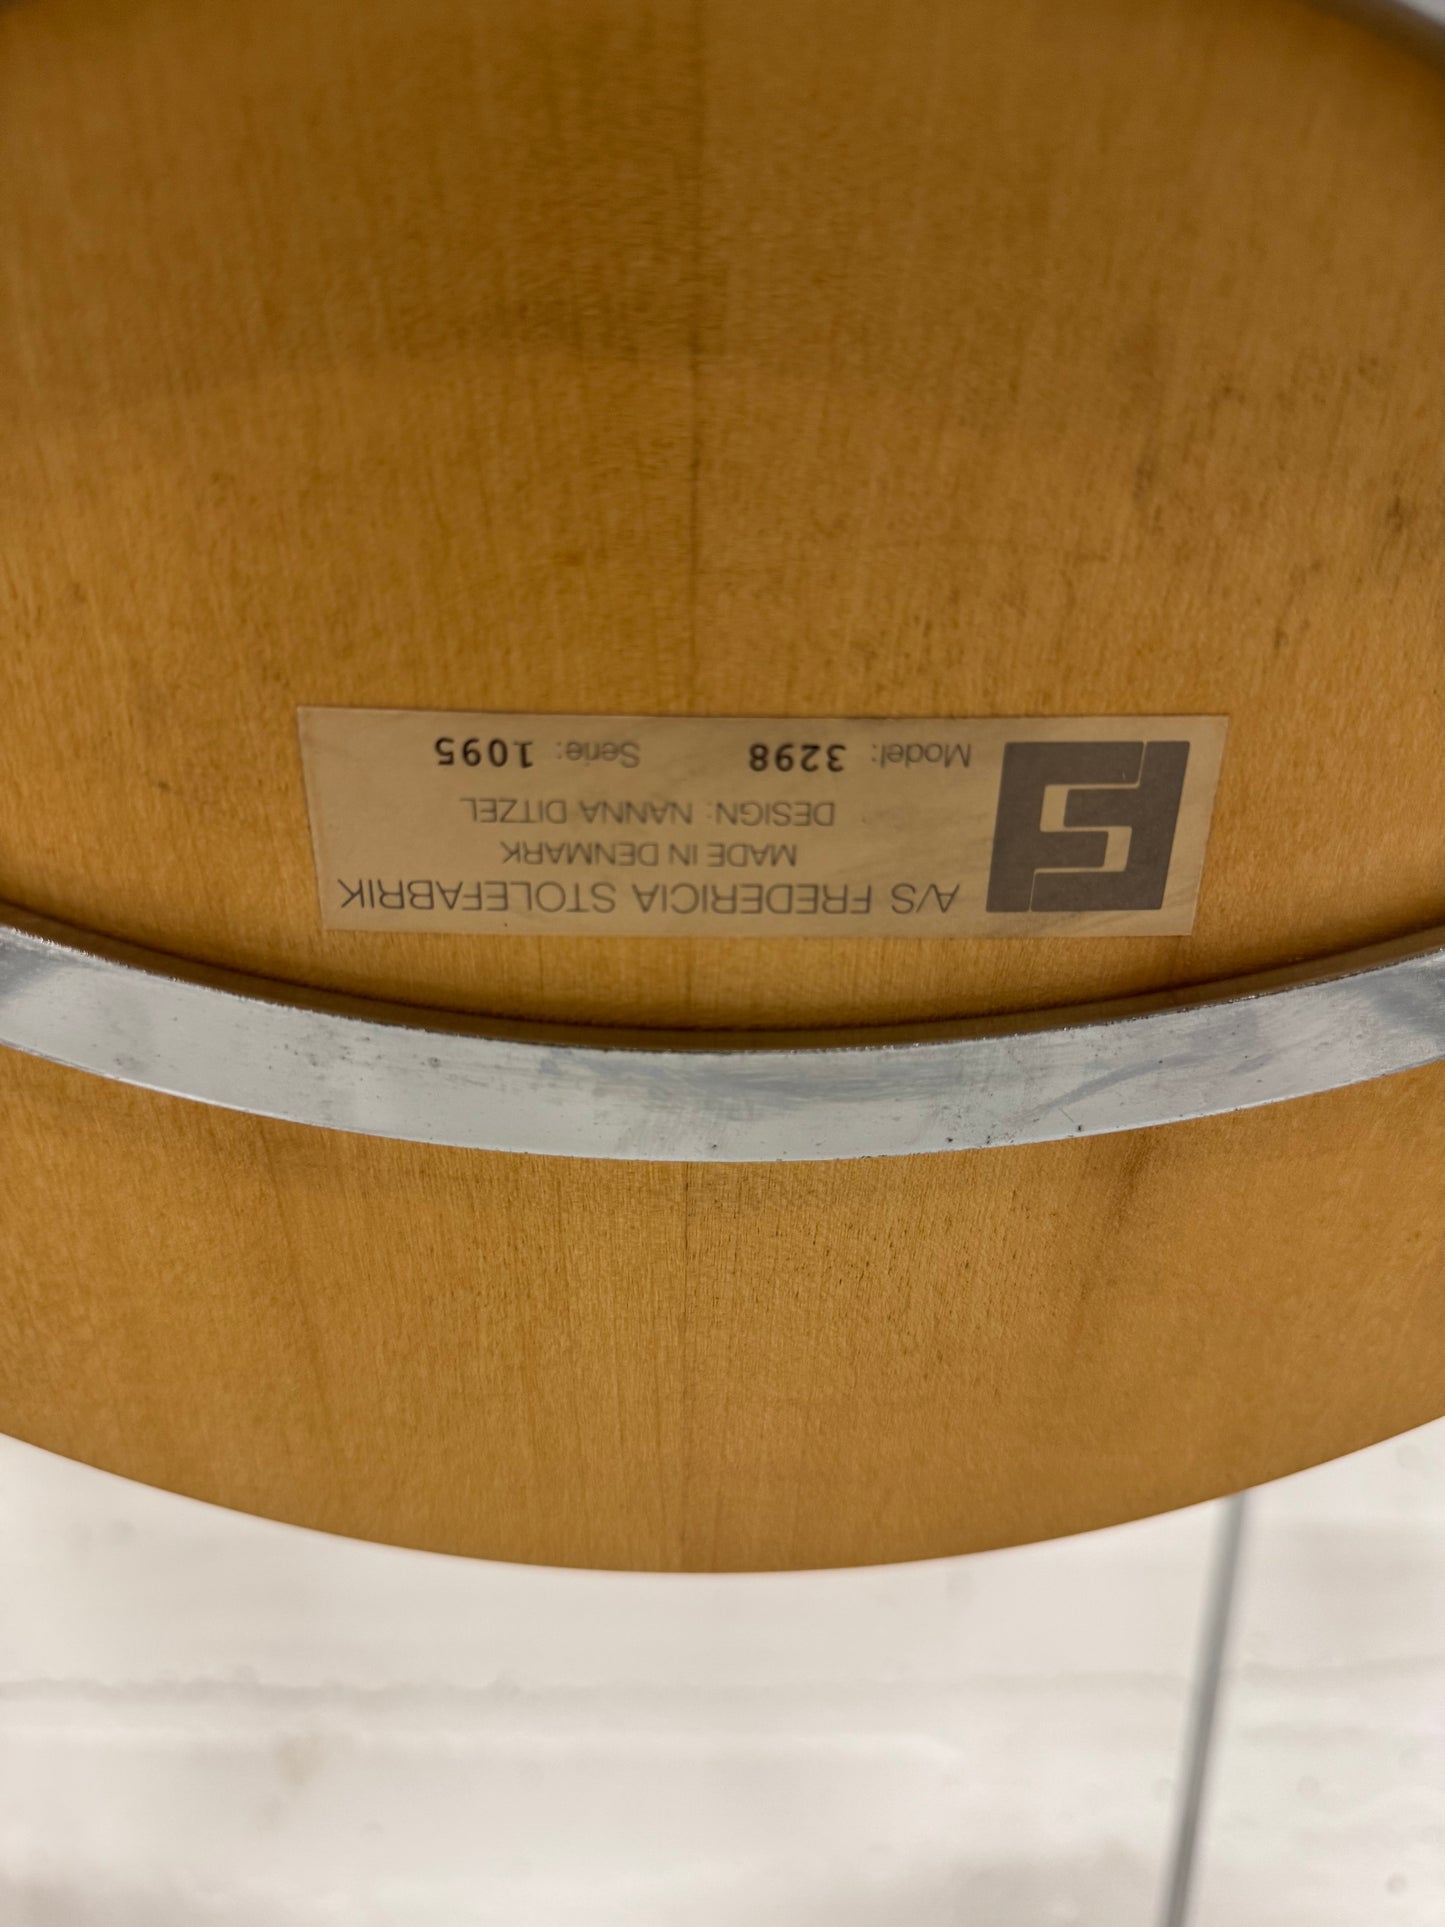 A/S FREDERICIA STOLEFABRIK
MADE IN DENMARK
DESIGN: NANNA DITZEL
Model: 3298 Serie: 1095